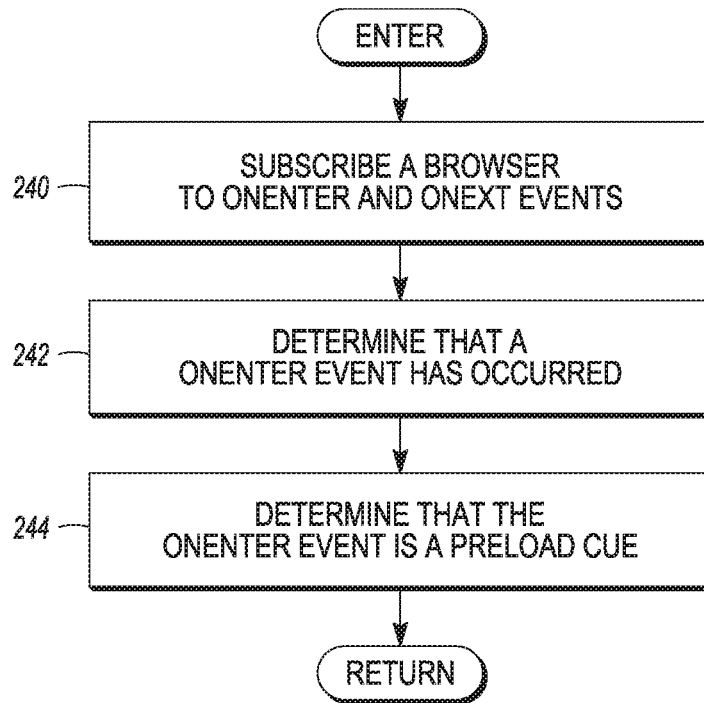 ENTER
240
SUBSCRIBE A BROWSER
TO ONENTER AND ONEXT EVENTS
242
DETERMINE THAT A
ONENTER EVENT HAS OCCURRED
244
DETERMINE THAT THE
ONENTER EVENT IS A PRELOAD CUE
RETURN